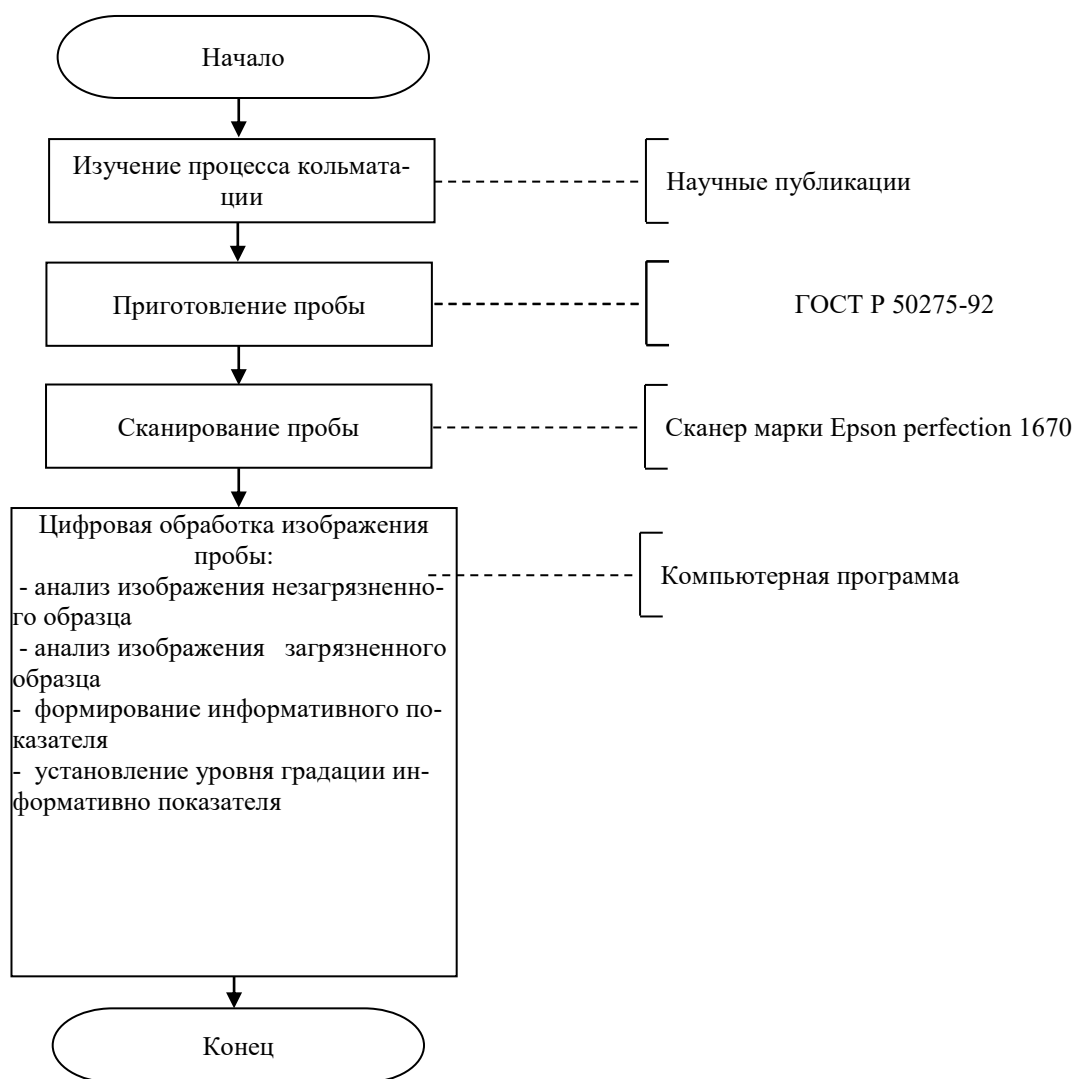 Начало
Изучение процесса кольмата-
ции
Научные публикации
Приготовление пробы
ГОСТ Р 50275-92
Сканирование пробы
Сканер марки Epson perfection 1670
Цифровая обработка изображения
пробы:
- анализ изображения незагрязненно-
го образца
- анализ изображения загрязненного
образца
- формирование информативного по-
казателя
- установление уровня градации ин-
формативно показателя
Компьютерная программа
Конец